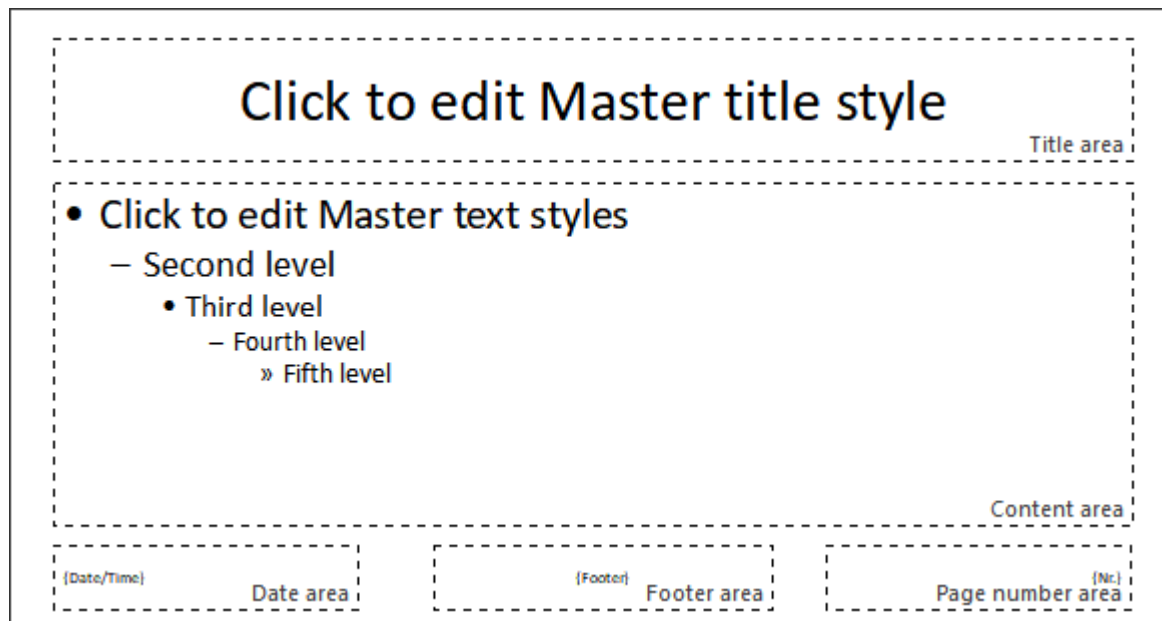 Click to edit Master title style
Title area
• Click to edit Master text styles
– Second level
• Third level
– Fourth level
» Fifth level
Content area
{Date/Time}
Date area
{Footer}
Footer area
{Nr.}
Page number area